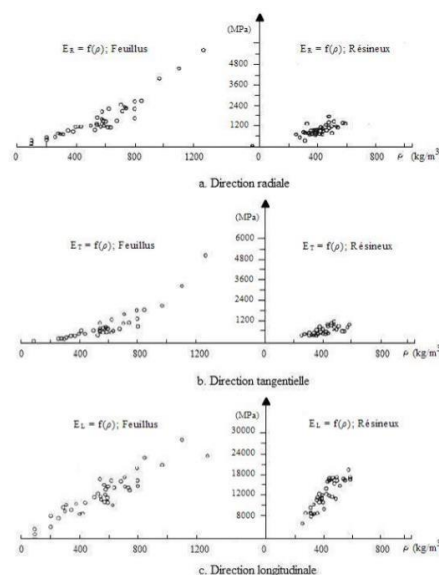 (MPa)
E_R = f(ρ); Feuillus
E_R = f(ρ); Résineux
4800
3600
2400
1200
0 400 800 1200
0 400 800 ρ (kg/m³
a. Direction radiale
(MPa)
E_T = f(ρ); Feuillus
E_T = f(ρ); Résineux
6000
4800
3600
2400
1200
0 400 800 1200
0 400 800 ρ (kg/m³)
b. Direction tangentielle
E_L = f(ρ); Feuillus
(MPa)
E_L = f(ρ); Résineux
30000
24000
18000
12000
8000
0 400 800 1200
0 400 800 ρ (kg/m³)
c. Direction longitudinale